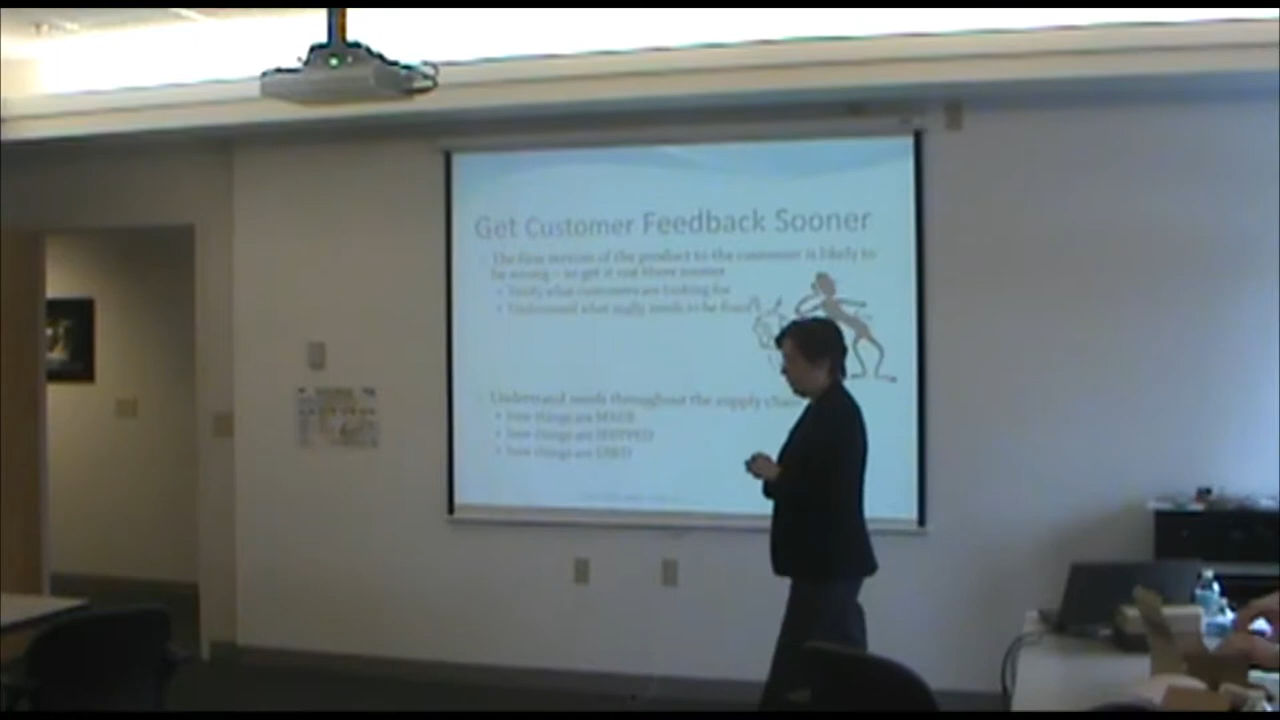 Get Customer Feedback Sooner
The first version of the product to the customer is likely to
be wrong – so get it out there sooner
Verify what customers are looking for
Understand what really needs to be fixed
Understand needs throughout the supply chain
how things are MADE
how things are SHIPPED
how things are USED